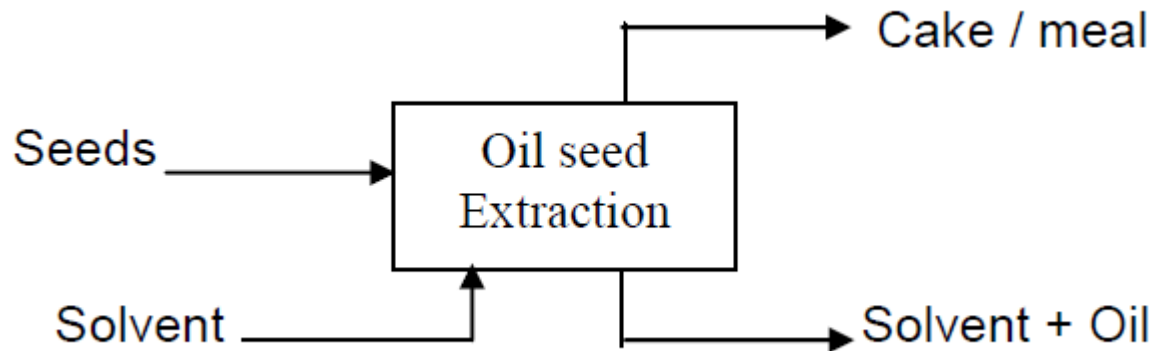 Cake / meal
Seeds
Oil seed
Extraction
Solvent
Solvent + Oil